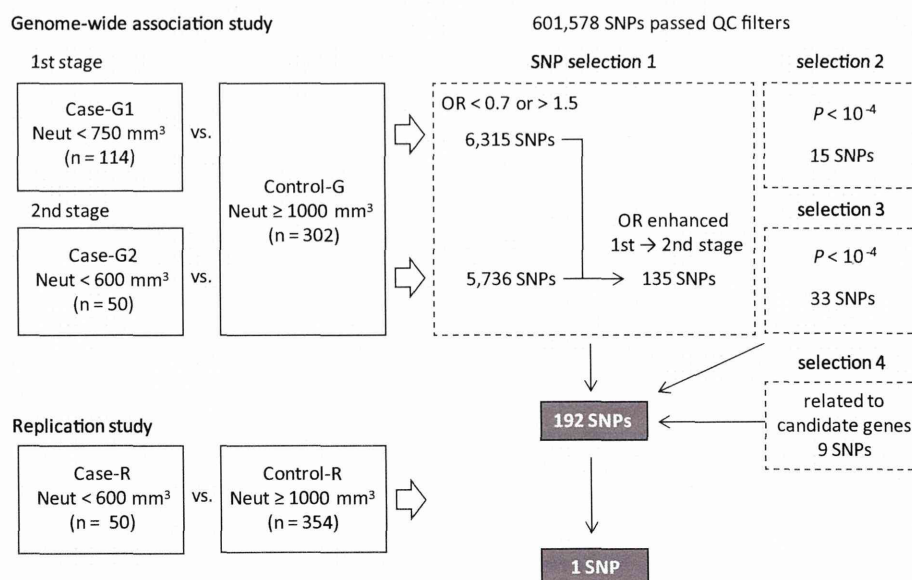 Genome-wide association study
601,578 SNPs passed QC filters
1st stage
SNP selection 1
selection 2
Case-G1
Neut < 750 mm³
(n = 114)
vs.
Control-G
Neut ≥ 1000 mm³
(n = 302)
OR < 0.7 or > 1.5
6,315 SNPs
P < 10⁻⁴
15 SNPs
2nd stage
selection 3
Case-G2
Neut < 600 mm³
(n = 50)
vs.
5,736 SNPs
OR enhanced
1st → 2nd stage
135 SNPs
P < 10⁻⁴
33 SNPs
selection 4
192 SNPs
related to
candidate genes
9 SNPs
Replication study
Case-R
Neut < 600 mm³
(n = 50)
vs.
Control-R
Neut ≥ 1000 mm³
(n = 354)
1 SNP